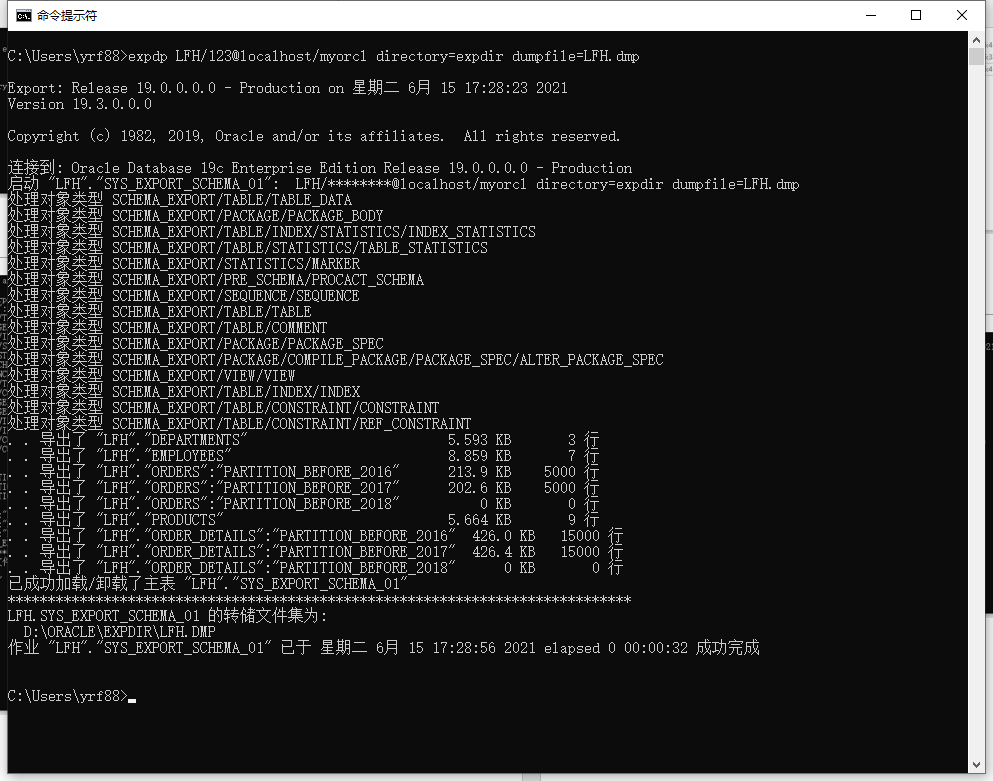 命令提示符
C:\Users\yrf88>expdp LFH/123@localhost/myorcl directory=expdir dumpfile=LFH.dmp
Export: Release 19.0.0.0.0 - Production on 星期二 6月 15 17:28:23 2021
Version 19.3.0.0.0
Copyright (c) 1982, 2019, Oracle and/or its affiliates.  All rights reserved.
连接到: Oracle Database 19c Enterprise Edition Release 19.0.0.0.0 - Production
启动 "LFH"."SYS_EXPORT_SCHEMA_01":  LFH/********@localhost/myorcl directory=expdir dumpfile=LFH.dmp
处理对象类型 SCHEMA_EXPORT/TABLE/TABLE_DATA
处理对象类型 SCHEMA_EXPORT/PACKAGE/PACKAGE_BODY
处理对象类型 SCHEMA_EXPORT/TABLE/INDEX/STATISTICS/INDEX_STATISTICS
处理对象类型 SCHEMA_EXPORT/TABLE/STATISTICS/TABLE_STATISTICS
处理对象类型 SCHEMA_EXPORT/STATISTICS/MARKER
处理对象类型 SCHEMA_EXPORT/PRE_SCHEMA/PROCACT_SCHEMA
处理对象类型 SCHEMA_EXPORT/SEQUENCE/SEQUENCE
处理对象类型 SCHEMA_EXPORT/TABLE/TABLE
处理对象类型 SCHEMA_EXPORT/TABLE/COMMENT
处理对象类型 SCHEMA_EXPORT/PACKAGE/PACKAGE_SPEC
处理对象类型 SCHEMA_EXPORT/PACKAGE/COMPILE_PACKAGE/PACKAGE_SPEC/ALTER_PACKAGE_SPEC
处理对象类型 SCHEMA_EXPORT/VIEW/VIEW
处理对象类型 SCHEMA_EXPORT/TABLE/INDEX/INDEX
处理对象类型 SCHEMA_EXPORT/TABLE/CONSTRAINT/CONSTRAINT
处理对象类型 SCHEMA_EXPORT/TABLE/CONSTRAINT/REF_CONSTRAINT
. . 导出了 "LFH"."DEPARTMENTS" 5.593 KB 3 行
. . 导出了 "LFH"."EMPLOYEES" 8.859 KB 7 行
. . 导出了 "LFH"."ORDERS":"PARTITION_BEFORE_2016" 213.9 KB 5000 行
. . 导出了 "LFH"."ORDERS":"PARTITION_BEFORE_2017" 202.6 KB 5000 行
. . 导出了 "LFH"."ORDERS":"PARTITION_BEFORE_2018" 0 KB 0 行
. . 导出了 "LFH"."PRODUCTS" 5.664 KB 9 行
. . 导出了 "LFH"."ORDER_DETAILS":"PARTITION_BEFORE_2016" 426.0 KB 15000 行
. . 导出了 "LFH"."ORDER_DETAILS":"PARTITION_BEFORE_2017" 426.4 KB 15000 行
. . 导出了 "LFH"."ORDER_DETAILS":"PARTITION_BEFORE_2018" 0 KB 0 行
已成功加载/卸载了主表 "LFH"."SYS_EXPORT_SCHEMA_01"
******************************************************************************
LFH.SYS_EXPORT_SCHEMA_01 的转储文件集为:
D:\ORACLE\EXPDIR\LFH.DMP
作业 "LFH"."SYS_EXPORT_SCHEMA_01" 已于 星期二 6月 15 17:28:56 2021 elapsed 0 00:00:32 成功完成
C:\Users\yrf88>